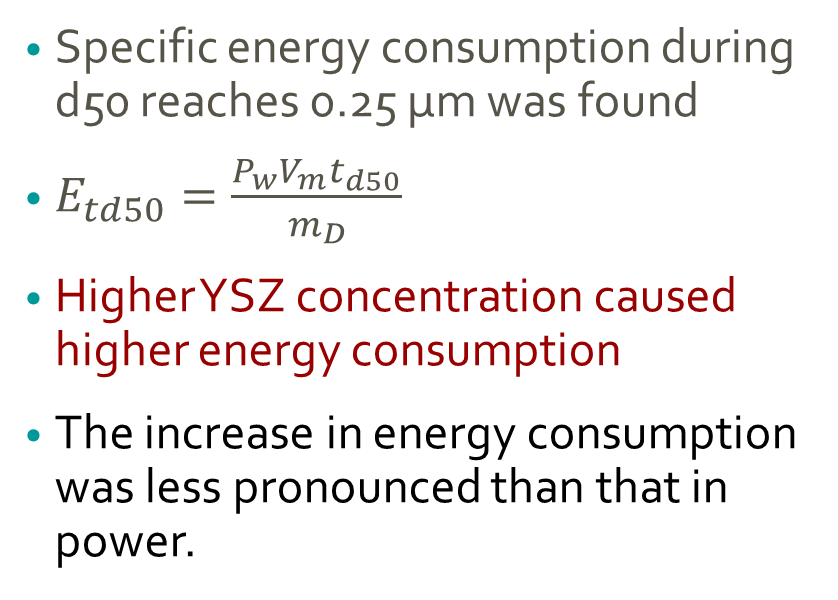 • Specific energy consumption during
d50 reaches 0.25 μm was found
• E_{td50} = \frac{P_w V_m t_{d50}}{m_D}
• Higher YSZ concentration caused
higher energy consumption
• The increase in energy consumption
was less pronounced than that in
power.